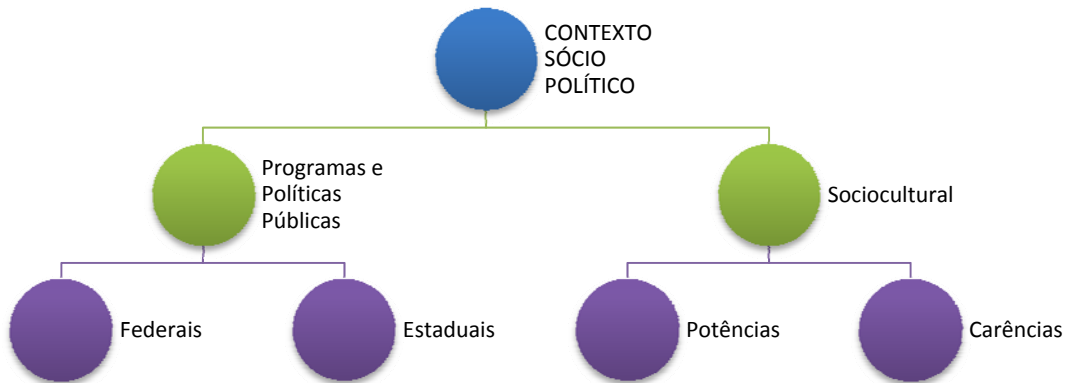 CONTEXTO
SÓCIO
POLÍTICO
Programas e
Políticas
Públicas
Sociocultural
Federais
Estaduais
Potências
Carências